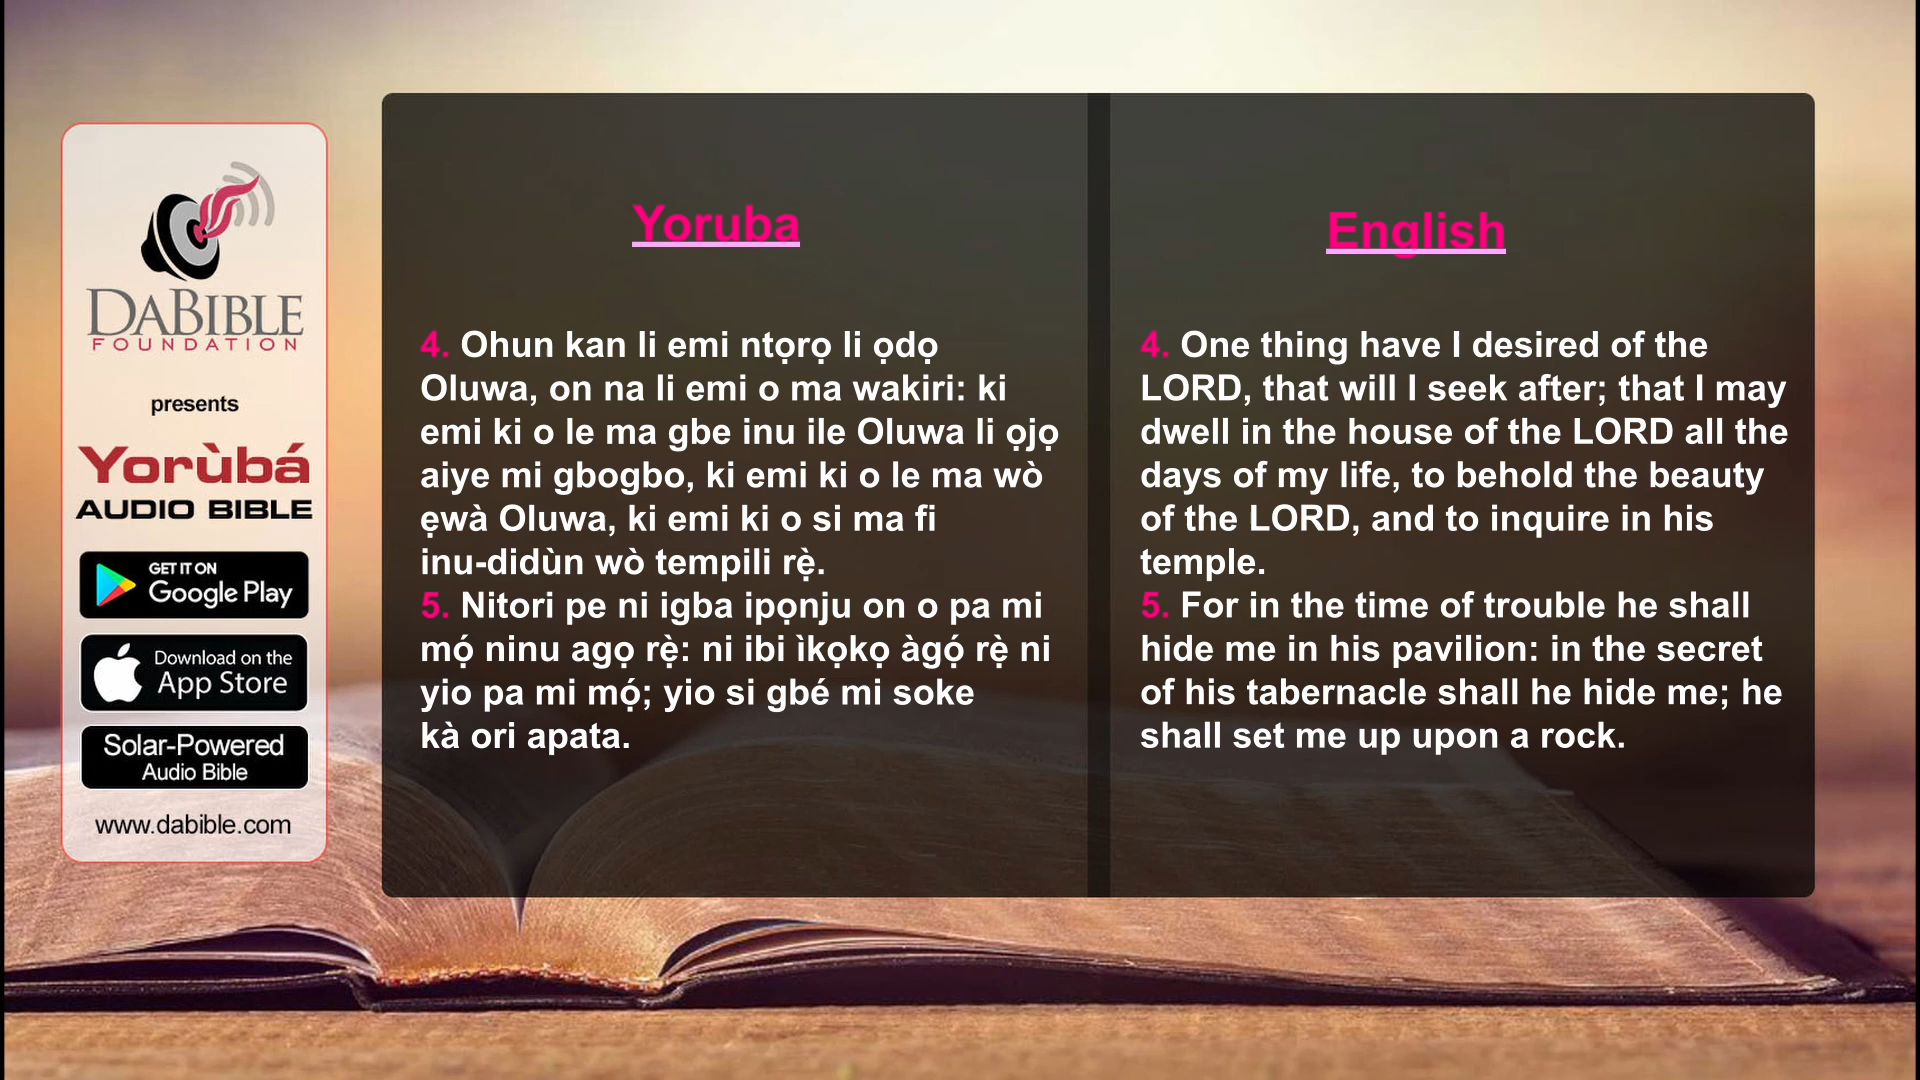 DABIBLE
FOUNDATION
presents
Yorùbá
AUDIO BIBLE
GET IT ON
Google Play
Download on the
App Store
Solar-Powered
Audio Bible
www.dabible.com
Yoruba
4. Ohun kan li emi ntọrọ li ọdọ
Oluwa, on na li emi o ma wakiri: ki
emi ki o le ma gbe inu ile Oluwa li ọjọ
aiye mi gbogbo, ki emi ki o le ma wò
ẹwà Oluwa, ki emi ki o si ma fi
inu-didùn wò tempili rẹ̀.
5. Nitori pe ni igba ipọnju on o pa mi
mọ́ ninu agọ rẹ̀: ni ibi ìkọkọ àgọ́ rẹ̀ ni
yio pa mi mọ́; yio si gbé mi soke
kà ori apata.
English
4. One thing have I desired of the
LORD, that will I seek after; that I may
dwell in the house of the LORD all the
days of my life, to behold the beauty
of the LORD, and to inquire in his
temple.
5. For in the time of trouble he shall
hide me in his pavilion: in the secret
of his tabernacle shall he hide me; he
shall set me up upon a rock.